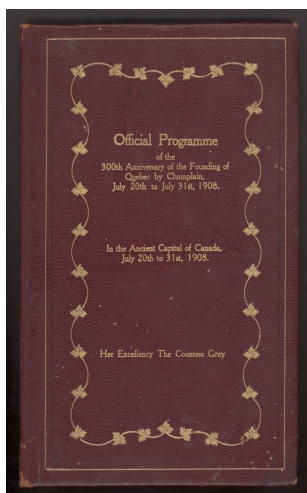 Official Programme
of the
300th Anniversary of the Founding of
Quebec by Champlain,
July 20th to July 31st, 1908.
In the Ancient Capital of Canada,
July 20th to 31st, 1908.
Her Excellency The Countess Grey